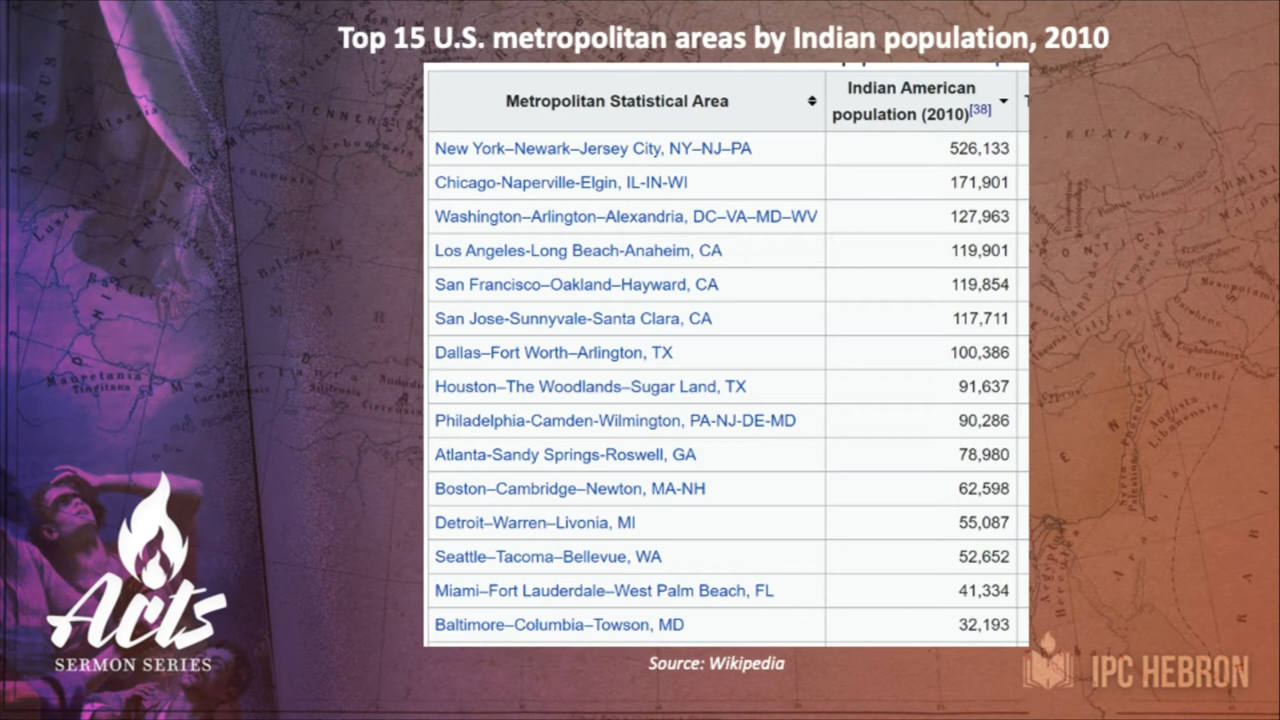 Top 15 U.S. metropolitan areas by Indian population, 2010
Metropolitan Statistical Area
Indian American
population (2010)[38]
New York–Newark–Jersey City, NY–NJ–PA 526,133
Chicago-Naperville-Elgin, IL-IN-WI 171,901
Washington–Arlington–Alexandria, DC–VA–MD–WV 127,963
Los Angeles-Long Beach-Anaheim, CA 119,901
San Francisco–Oakland–Hayward, CA 119,854
San Jose-Sunnyvale-Santa Clara, CA 117,711
Dallas–Fort Worth–Arlington, TX 100,386
Houston–The Woodlands–Sugar Land, TX 91,637
Philadelphia-Camden-Wilmington, PA-NJ-DE-MD 90,286
Atlanta-Sandy Springs-Roswell, GA 78,980
Boston–Cambridge–Newton, MA-NH 62,598
Detroit–Warren–Livonia, MI 55,087
Seattle–Tacoma–Bellevue, WA 52,652
Miami–Fort Lauderdale–West Palm Beach, FL 41,334
Baltimore–Columbia–Towson, MD 32,193
Source: Wikipedia
Acts
SERMON SERIES
IPC HEBRON